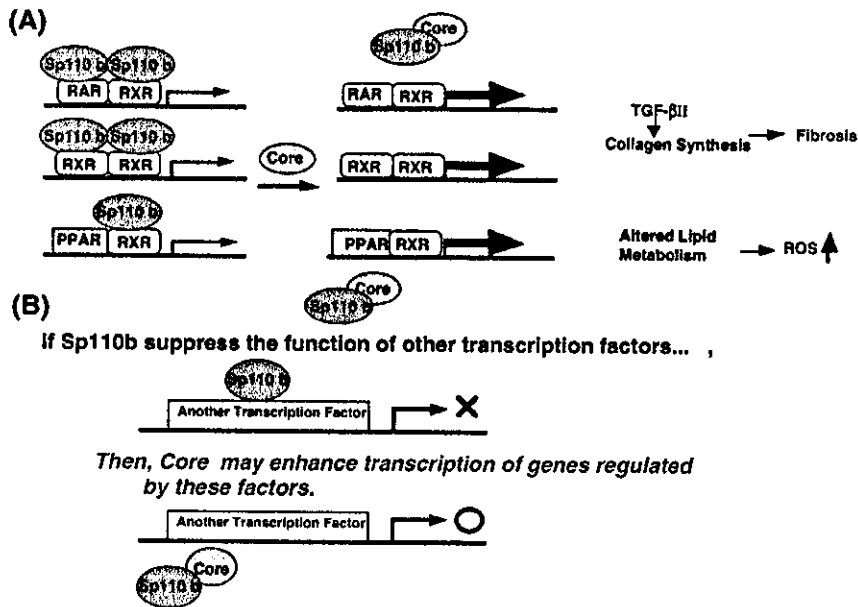 (A)
Sp110 b Sp110 b
RAR RXR
Core
Sp110 b
RAR RXR
Sp110 b Sp110 b
RXR RXR
Core
RXR RXR
TGF-βII
Collagen Synthesis
Fibrosis
Sp110 b
PPAR RXR
PPAR RXR
Altered Lipid
Metabolism
ROS
Core
Sp110 b
(B)
If Sp110b suppress the function of other transcription factors... ,
Sp110 b
Another Transcription Factor
Then, Core may enhance transcription of genes regulated
by these factors.
Another Transcription Factor
Core
Sp110 b